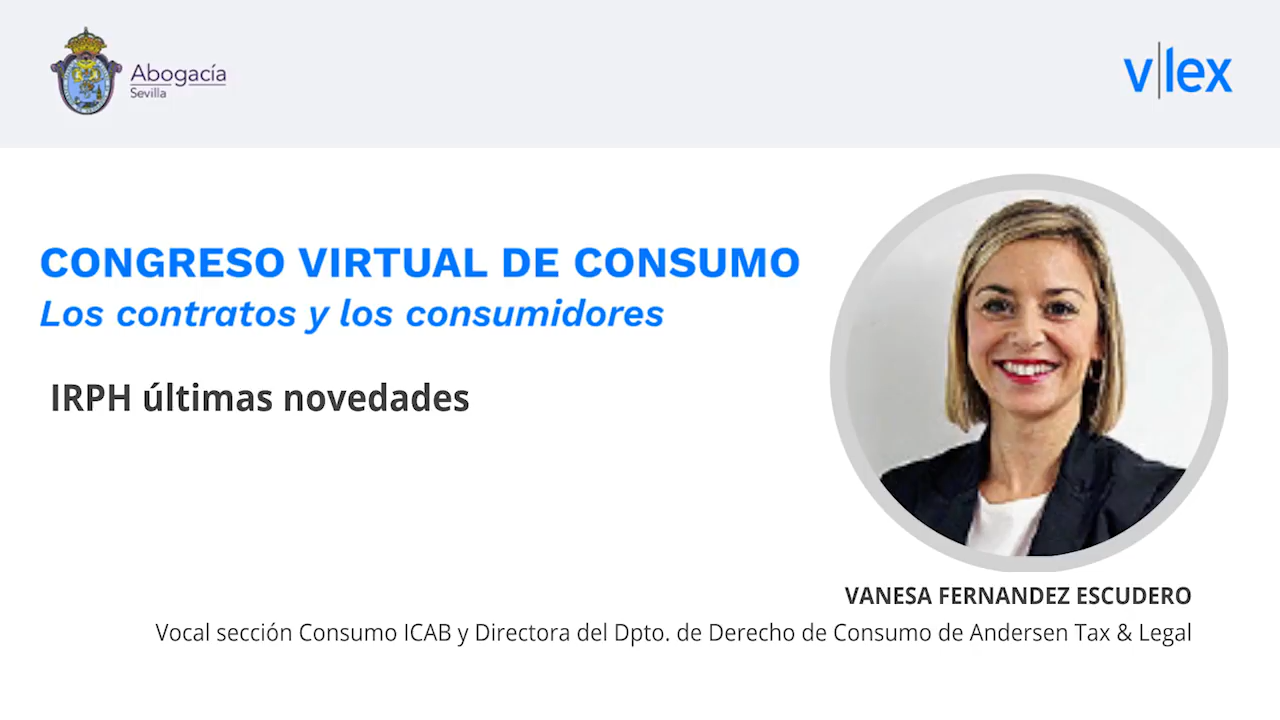 Abogacía
Sevilla
v|lex
CONGRESO VIRTUAL DE CONSUMO
Los contratos y los consumidores
IRPH últimas novedades
VANESA FERNANDEZ ESCUDERO
Vocal sección Consumo ICAB y Directora del Dpto. de Derecho de Consumo de Andersen Tax & Legal